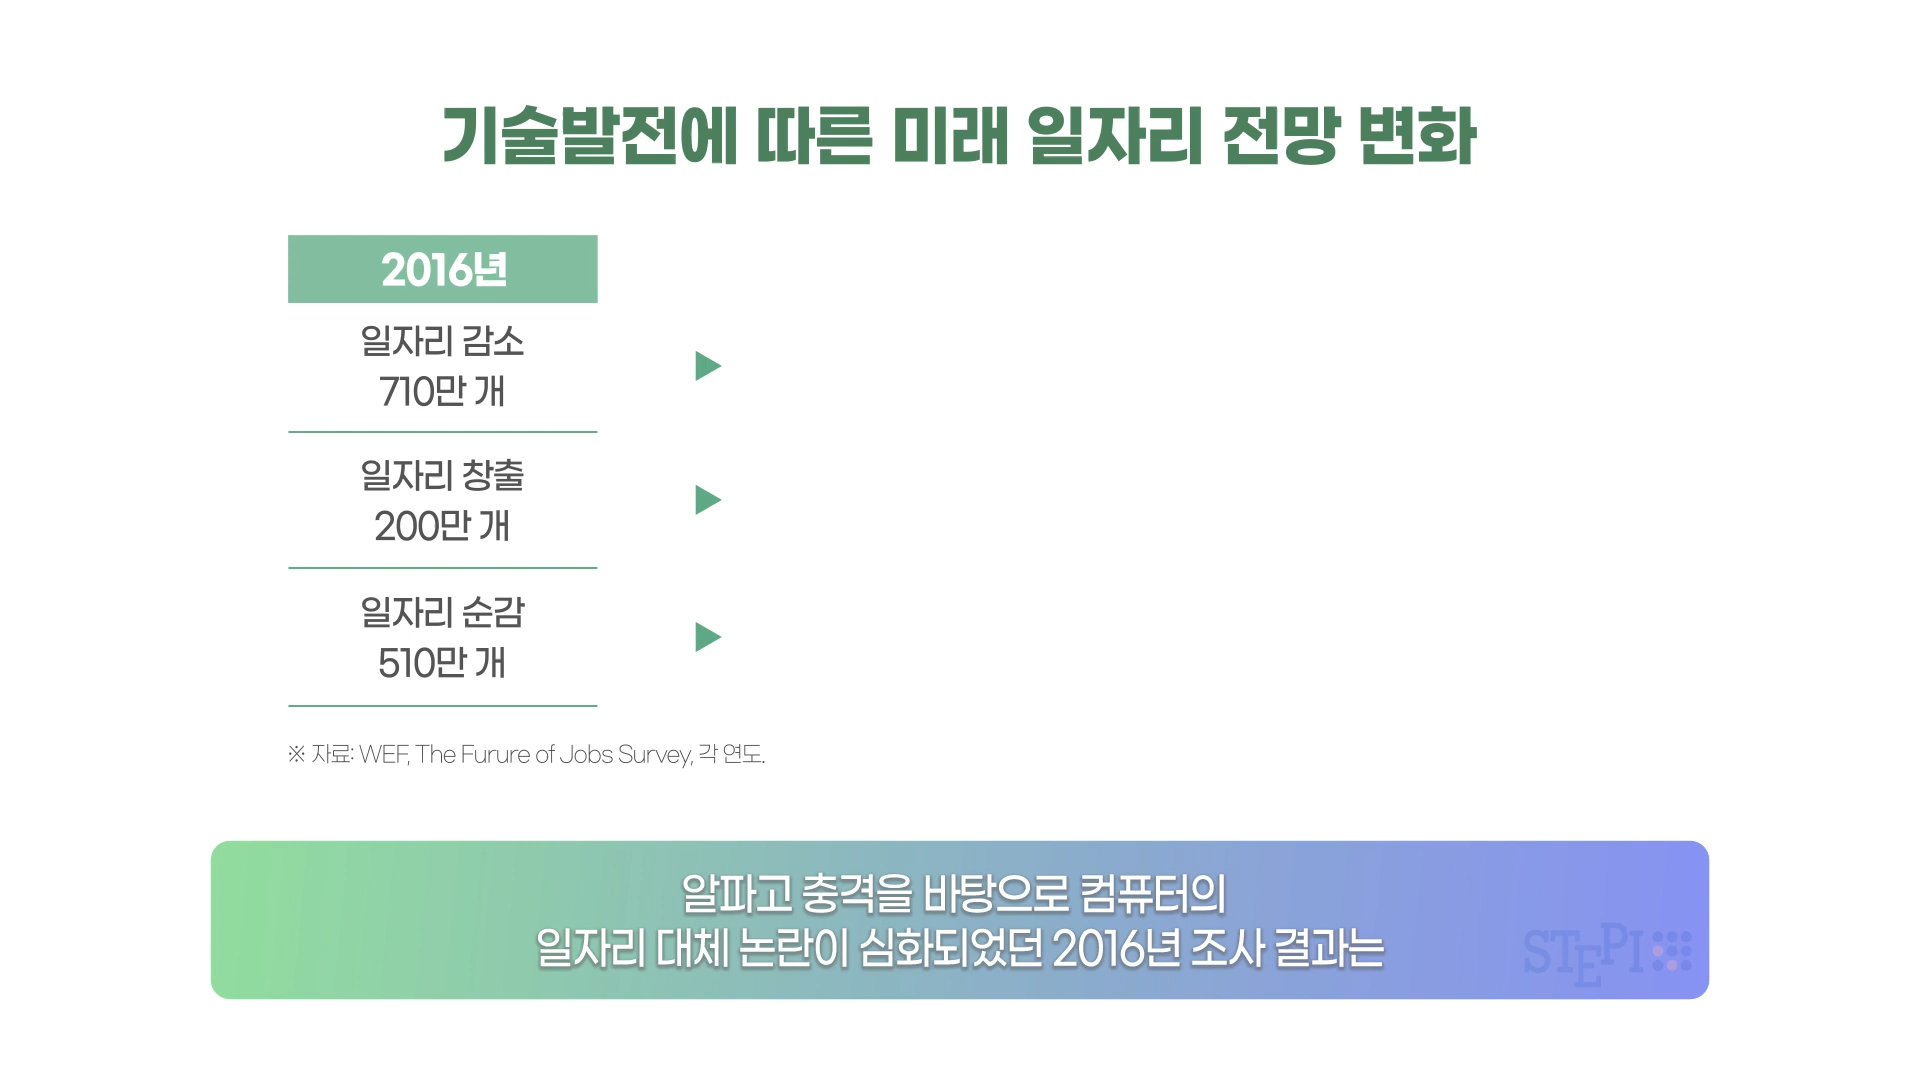 기술발전에 따른 미래 일자리 전망 변화
2016년
일자리 감소
710만 개
일자리 창출
200만 개
일자리 순감
510만 개
※ 자료: WEF, The Furure of Jobs Survey, 각 연도.
알파고 충격을 바탕으로 컴퓨터의
일자리 대체 논란이 심화되었던 2016년 조사 결과는
STEPI